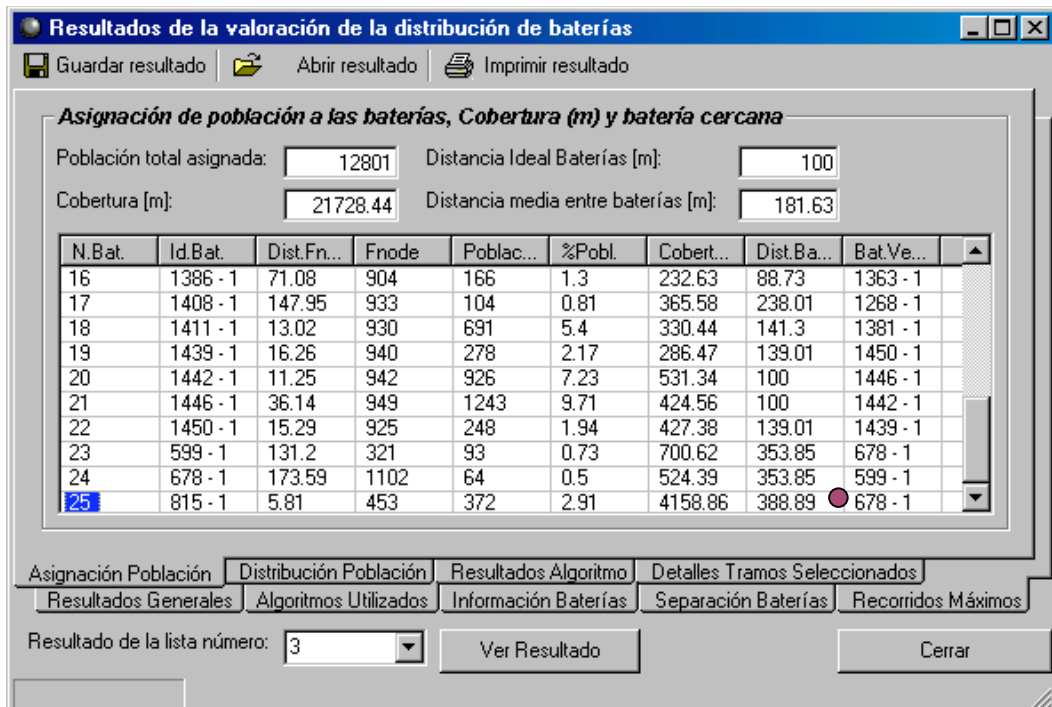 Resultados de la valoración de la distribución de baterías
Guardar resultado Abrir resultado Imprimir resultado
Asignación de población a las baterías, Cobertura (m) y batería cercana
Población total asignada: 12801 Distancia Ideal Baterías [m]: 100
Cobertura [m]: 21728.44 Distancia media entre baterías [m]: 181.63
N.Bat. Id.Bat. Dist.Fn... Fnode Poblac... %Pobl. Cobert... Dist.Ba... Bat.Ve...
16 1386 - 1 71.08 904 166 1.3 232.63 88.73 1363 - 1
17 1408 - 1 147.95 933 104 0.81 365.58 238.01 1268 - 1
18 1411 - 1 13.02 930 691 5.4 330.44 141.3 1381 - 1
19 1439 - 1 16.26 940 278 2.17 286.47 139.01 1450 - 1
20 1442 - 1 11.25 942 926 7.23 531.34 100 1446 - 1
21 1446 - 1 36.14 949 1243 9.71 424.56 100 1442 - 1
22 1450 - 1 15.29 925 248 1.94 427.38 139.01 1439 - 1
23 599 - 1 131.2 321 93 0.73 700.62 353.85 678 - 1
24 678 - 1 173.59 1102 64 0.5 524.39 353.85 599 - 1
25 815 - 1 5.81 453 372 2.91 4158.86 388.89 678 - 1
Asignación Población Distribución Población Resultados Algoritmo Detalles Tramos Seleccionados
Resultados Generales Algoritmos Utilizados Información Baterías Separación Baterías Recorridos Máximos
Resultado de la lista número: 3 Ver Resultado Cerrar